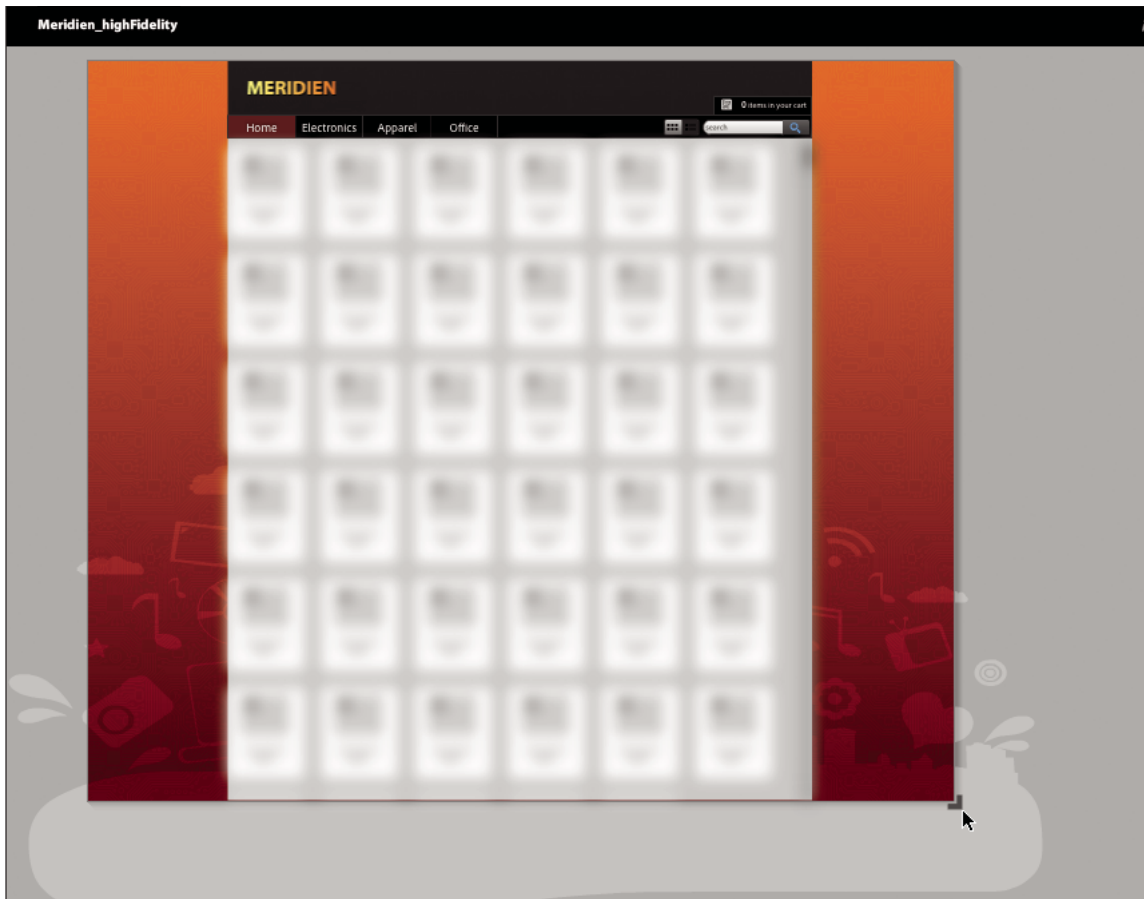 Meridien_highFidelity
MERIDIEN
0 items in your cart
Home Electronics Apparel Office
search